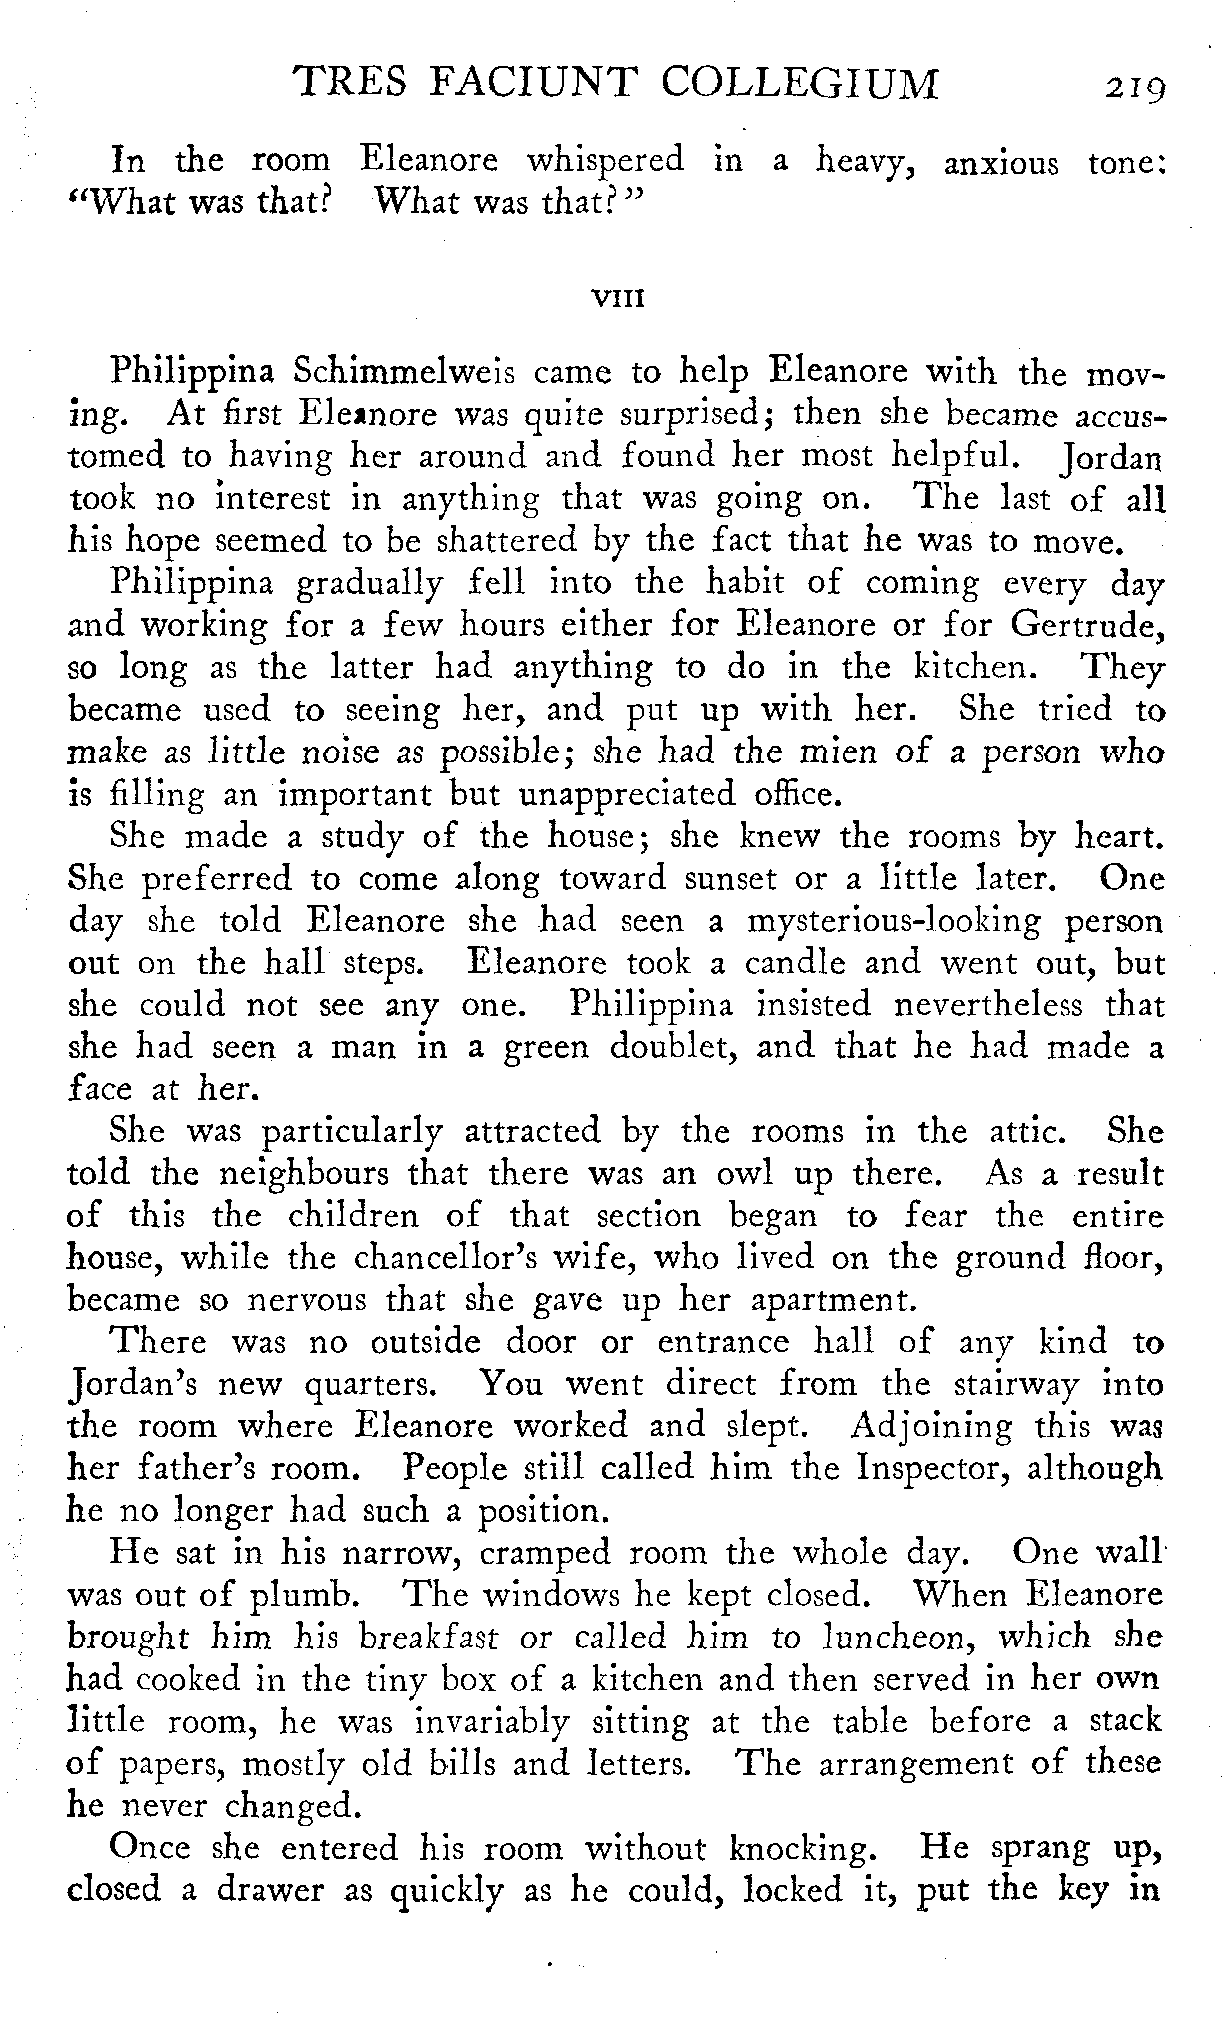 TRES FACIUNT COLLEGIUM 219
In the room Eleanore whispered in a heavy, anxious tone:
“What was that? What was that?”
VIII
Philippina Schimmelweis came to help Eleanore with the mov-
ing. At first Eleanore was quite surprised; then she became accus-
tomed to having her around and found her most helpful. Jordan
took no interest in anything that was going on. The last of all
his hope seemed to be shattered by the fact that he was to move.
Philippina gradually fell into the habit of coming every day
and working for a few hours either for Eleanore or for Gertrude,
so long as the latter had anything to do in the kitchen. They
became used to seeing her, and put up with her. She tried to
make as little noise as possible; she had the mien of a person who
is filling an important but unappreciated office.
She made a study of the house; she knew the rooms by heart.
She preferred to come along toward sunset or a little later. One
day she told Eleanore she had seen a mysterious-looking person
out on the hall steps. Eleanore took a candle and went out, but
she could not see any one. Philippina insisted nevertheless that
she had seen a man in a green doublet, and that he had made a
face at her.
She was particularly attracted by the rooms in the attic. She
told the neighbours that there was an owl up there. As a result
of this the children of that section began to fear the entire
house, while the chancellor’s wife, who lived on the ground floor,
became so nervous that she gave up her apartment.
There was no outside door or entrance hall of any kind to
Jordan’s new quarters. You went direct from the stairway into
the room where Eleanore worked and slept. Adjoining this was
her father’s room. People still called him the Inspector, although
he no longer had such a position.
He sat in his narrow, cramped room the whole day. One wall
was out of plumb. The windows he kept closed. When Eleanore
brought him his breakfast or called him to luncheon, which she
had cooked in the tiny box of a kitchen and then served in her own
little room, he was invariably sitting at the table before a stack
of papers, mostly old bills and letters. The arrangement of these
he never changed.
Once she entered his room without knocking. He sprang up,
closed a drawer as quickly as he could, locked it, put the key in